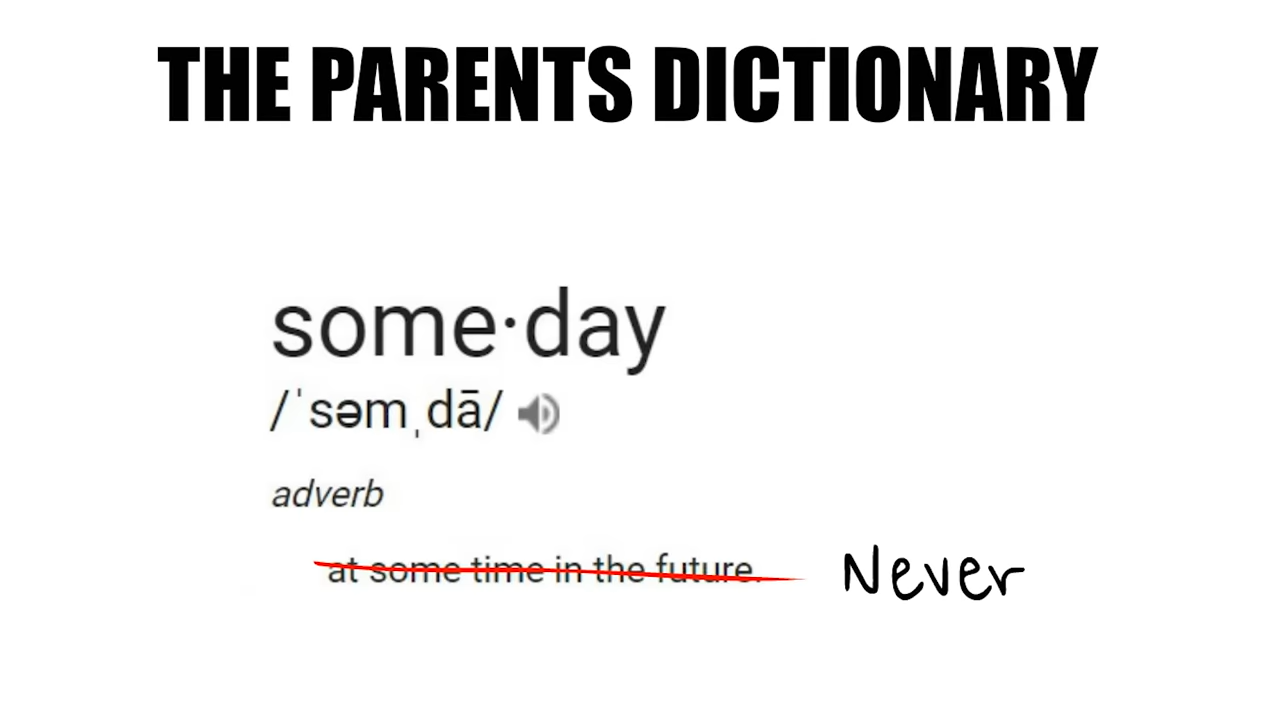 THE PARENTS DICTIONARY
some·day
/ˈsəmˌdā/
adverb
at some time in the future. Never